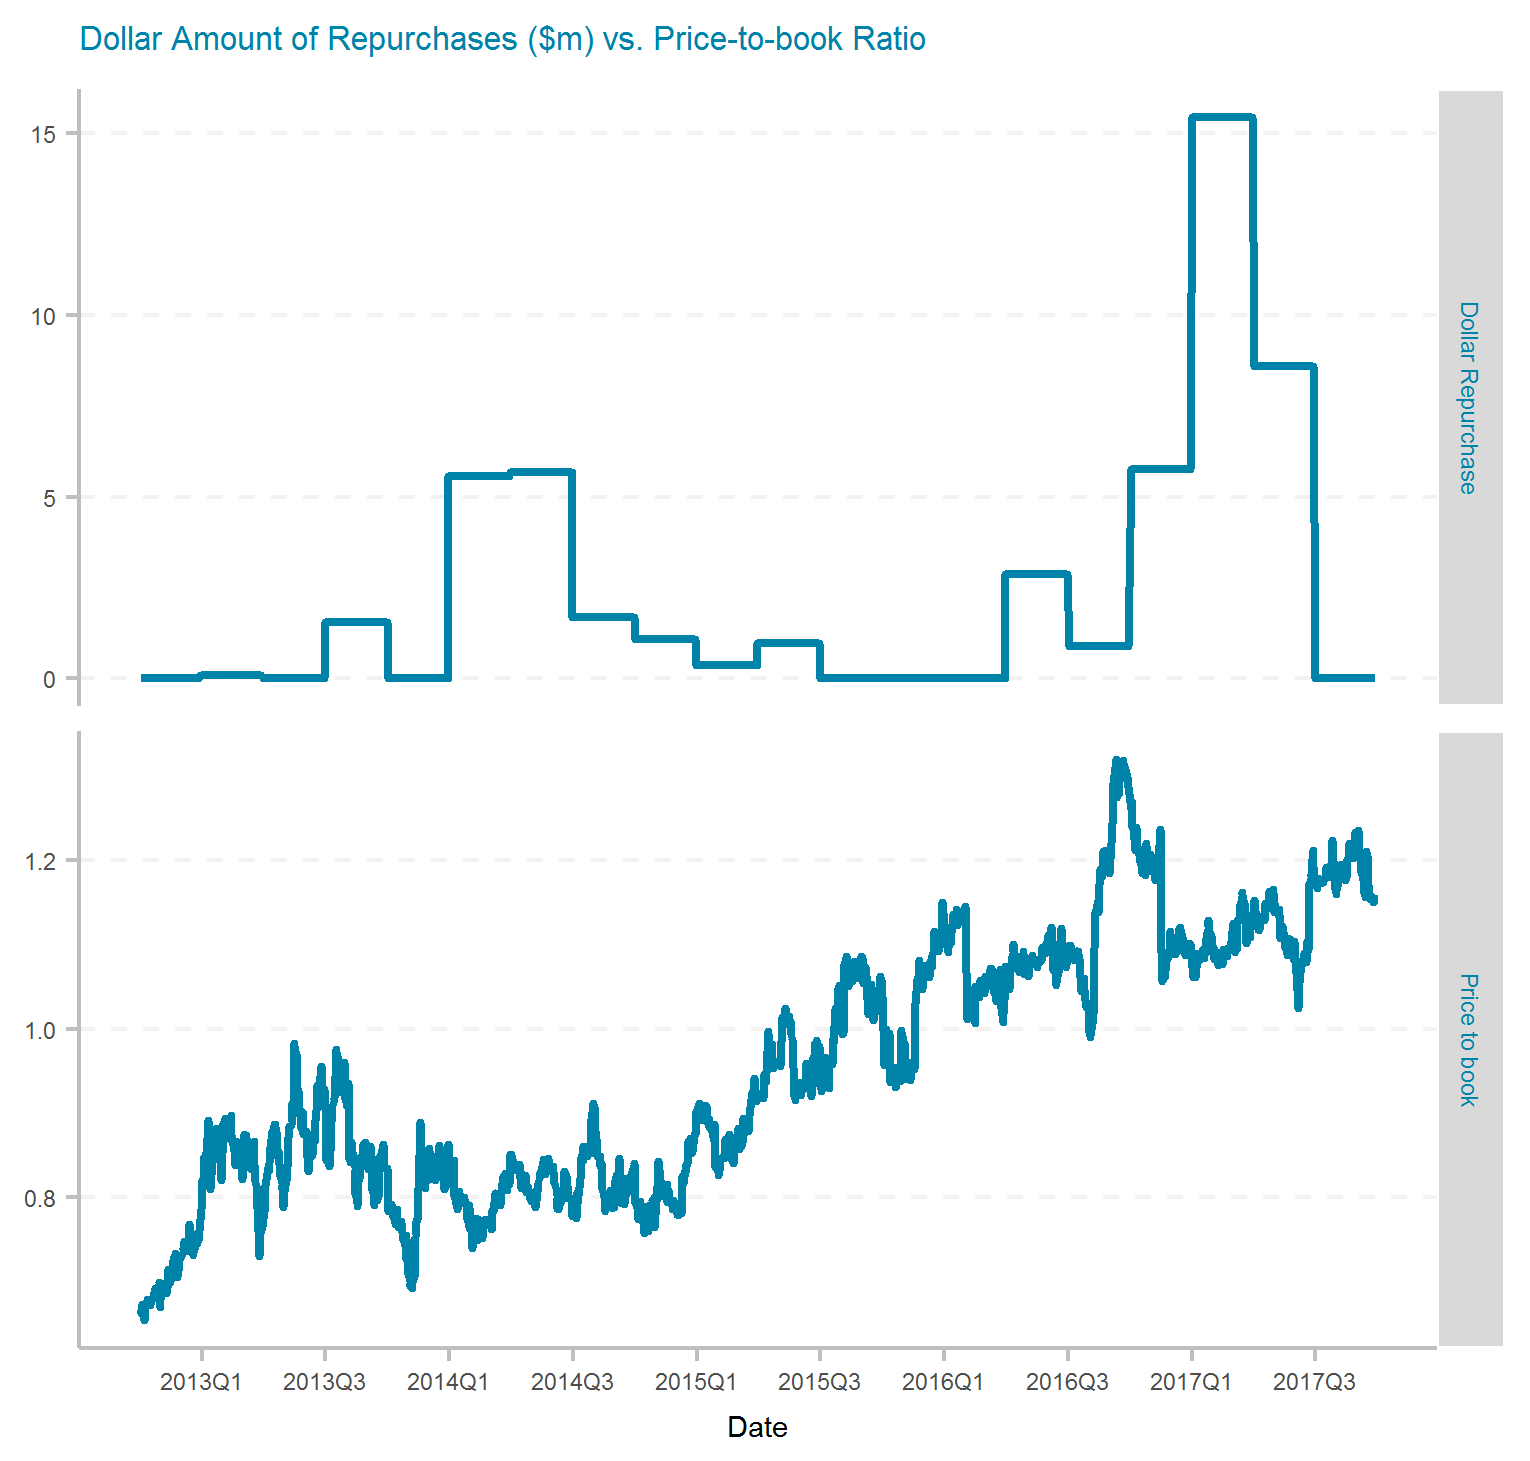 Dollar Amount of Repurchases ($m) vs. Price-to-book Ratio
15
10
5
0
Dollar Repurchase
1.2
1.0
0.8
Price to book
2013Q1 2013Q3 2014Q1 2014Q3 2015Q1 2015Q3 2016Q1 2016Q3 2017Q1 2017Q3
Date